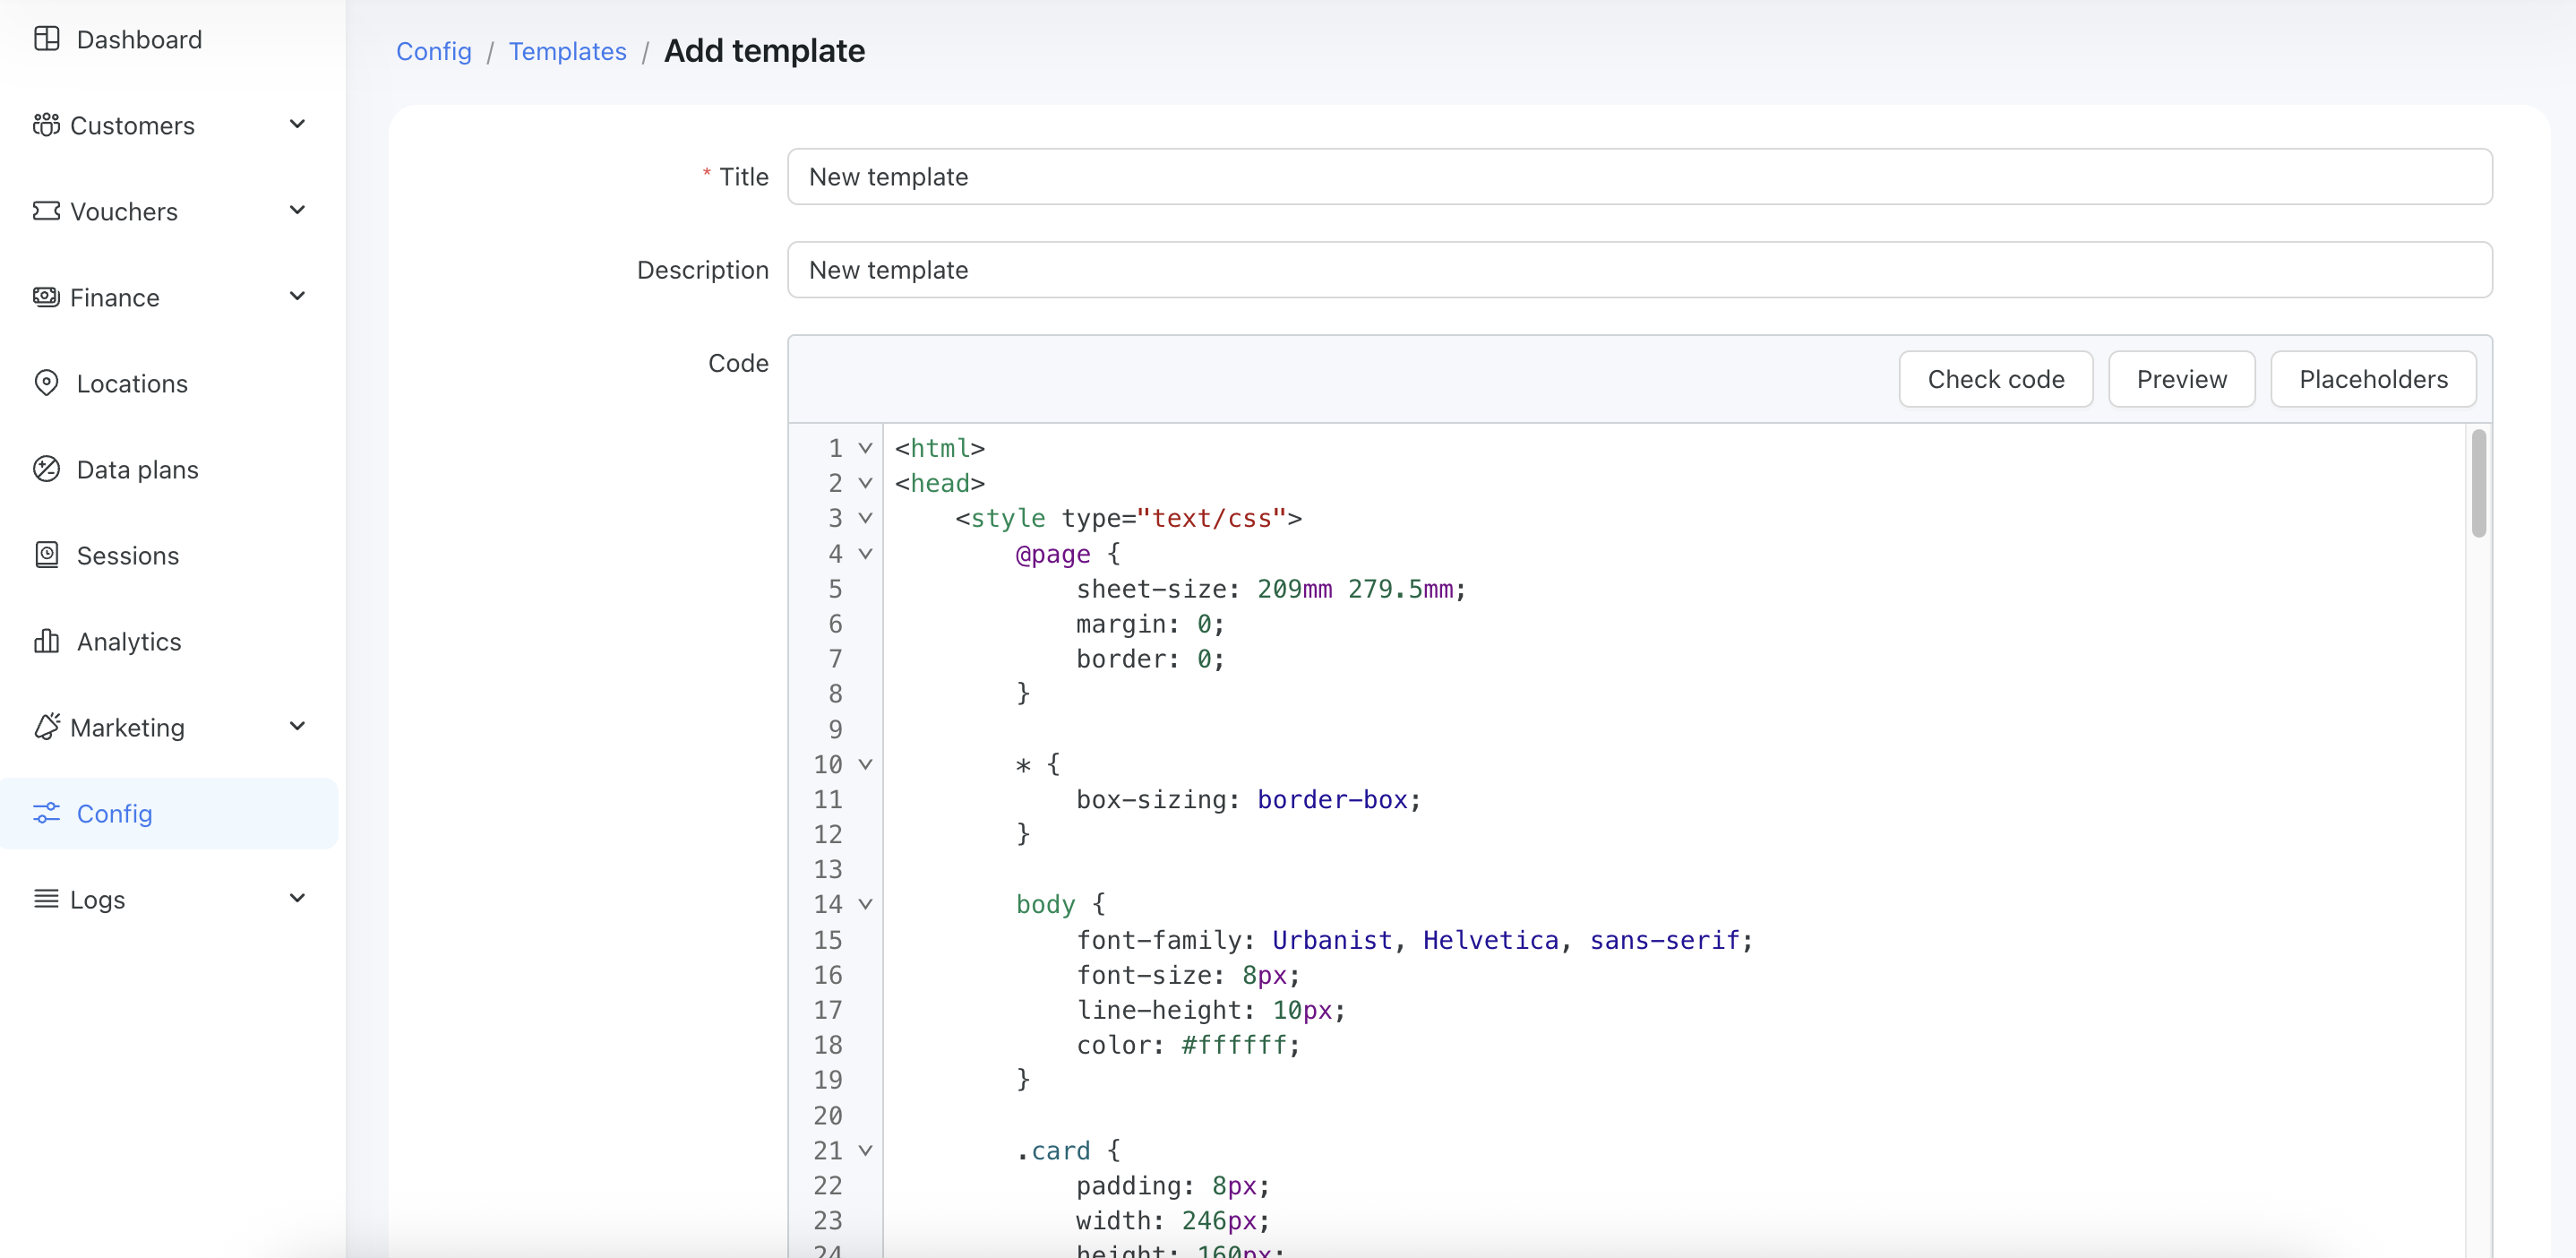 Dashboard
Customers
Vouchers
Finance
Locations
Data plans
Sessions
Analytics
Marketing
Config
Logs
Config / Templates / Add template
* Title New template
Description New template
Code Check code Preview Placeholders
1 <html>
2 <head>
3 <style type="text/css">
4 @page {
5 sheet-size: 209mm 279.5mm;
6 margin: 0;
7 border: 0;
8 }
9
10 * {
11 box-sizing: border-box;
12 }
13
14 body {
15 font-family: Urbanist, Helvetica, sans-serif;
16 font-size: 8px;
17 line-height: 10px;
18 color: #ffffff;
19 }
20
21 .card {
22 padding: 8px;
23 width: 246px;
24 height: 160px;